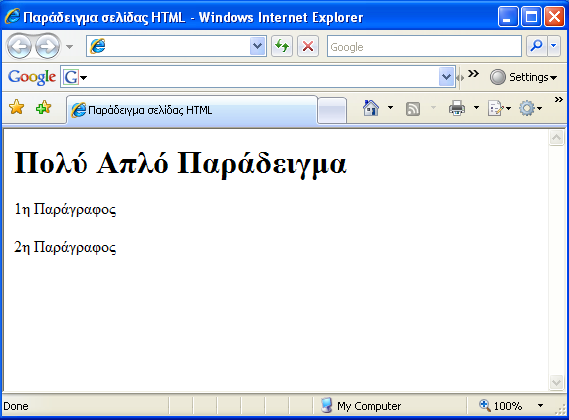 Παράδειγμα σελίδας HTML - Windows Internet Explorer
Google
Google G Settings
Παράδειγμα σελίδας HTML
Πολύ Απλό Παράδειγμα
1η Παράγραφος
2η Παράγραφος
Done My Computer 100%